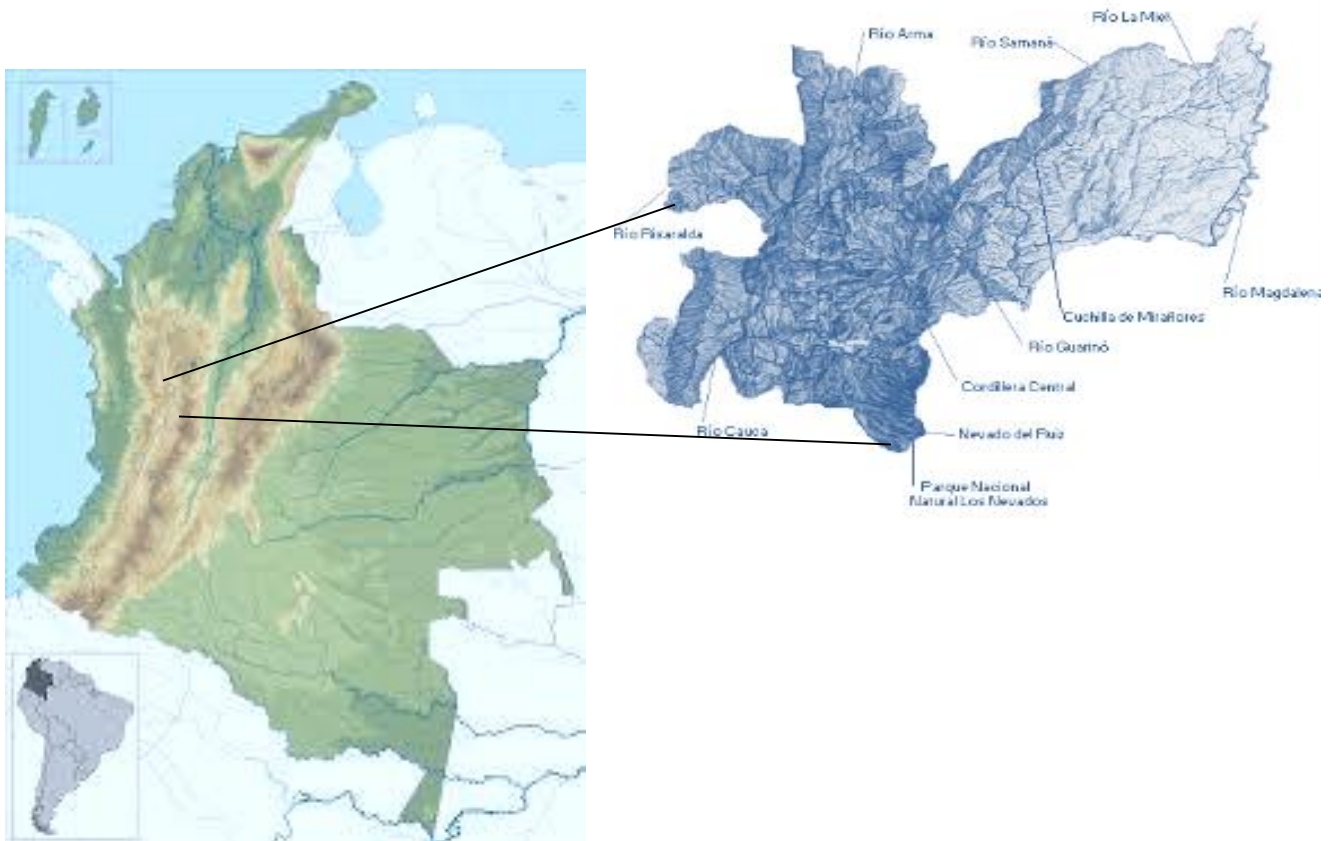 Río La Miel
Río Arma
Río Samaná
Río Risaralda
Río Magdalena
Cuchilla de Miraflores
Río Guarinó
Cordillera Central
Río Cauca
Nevado del Ruiz
Parque Nacional
Natural Los Nevados